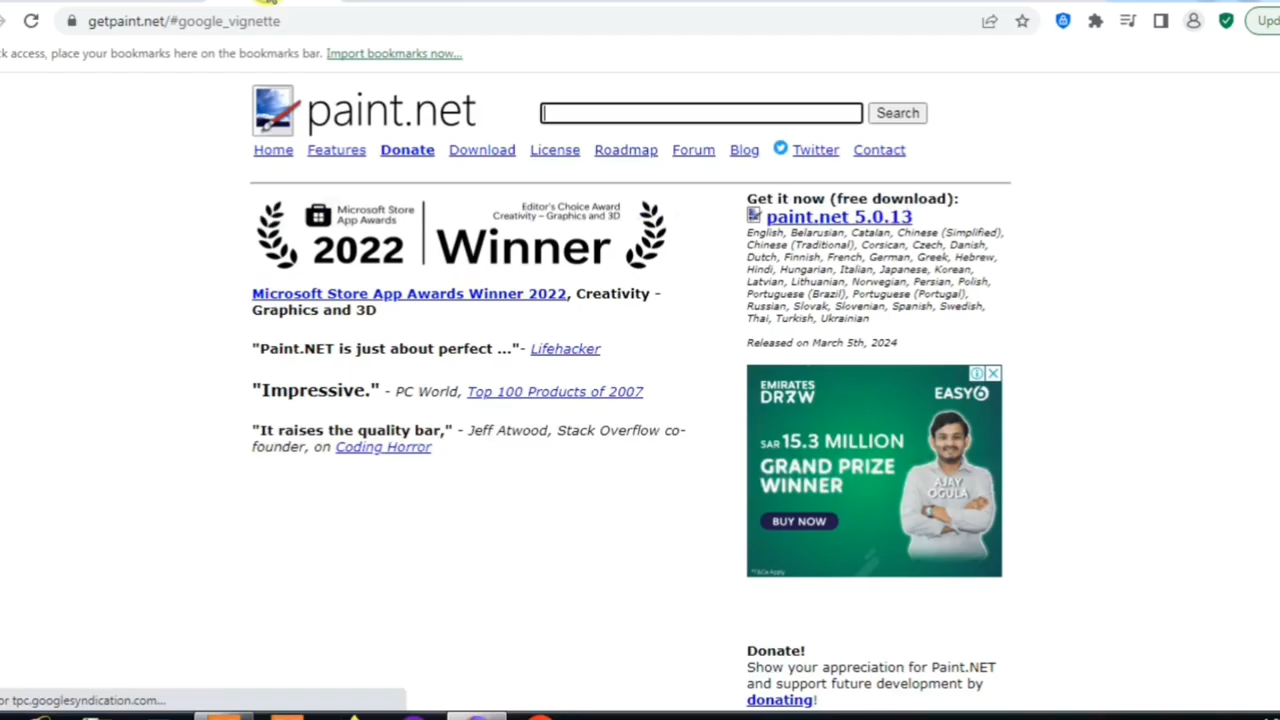 getpaint.net/#google_vignette
Upd
k access, place your bookmarks here on the bookmarks bar. Import bookmarks now...
paint.net
Search
Home Features Donate Download License Roadmap Forum Blog Twitter Contact
Microsoft Store
App Awards
2022
Editor's Choice Award
Creativity – Graphics and 3D
Winner
Microsoft Store App Awards Winner 2022, Creativity -
Graphics and 3D
"Paint.NET is just about perfect ..."- Lifehacker
"Impressive." - PC World, Top 100 Products of 2007
"It raises the quality bar," - Jeff Atwood, Stack Overflow co-
founder, on Coding Horror
Get it now (free download):
paint.net 5.0.13
English, Belarusian, Catalan, Chinese (Simplified),
Chinese (Traditional), Corsican, Czech, Danish,
Dutch, Finnish, French, German, Greek, Hebrew,
Hindi, Hungarian, Italian, Japanese, Korean,
Latvian, Lithuanian, Norwegian, Persian, Polish,
Portuguese (Brazil), Portuguese (Portugal),
Russian, Slovak, Slovenian, Spanish, Swedish,
Thai, Turkish, Ukrainian
Released on March 5th, 2024
EMIRATES
DR7W
EASY6
SAR 15.3 MILLION
GRAND PRIZE
WINNER
AJAY
OGULA
BUY NOW
*T&Cs Apply
Donate!
Show your appreciation for Paint.NET
and support future development by
donating!
or tpc.googlesyndication.com...